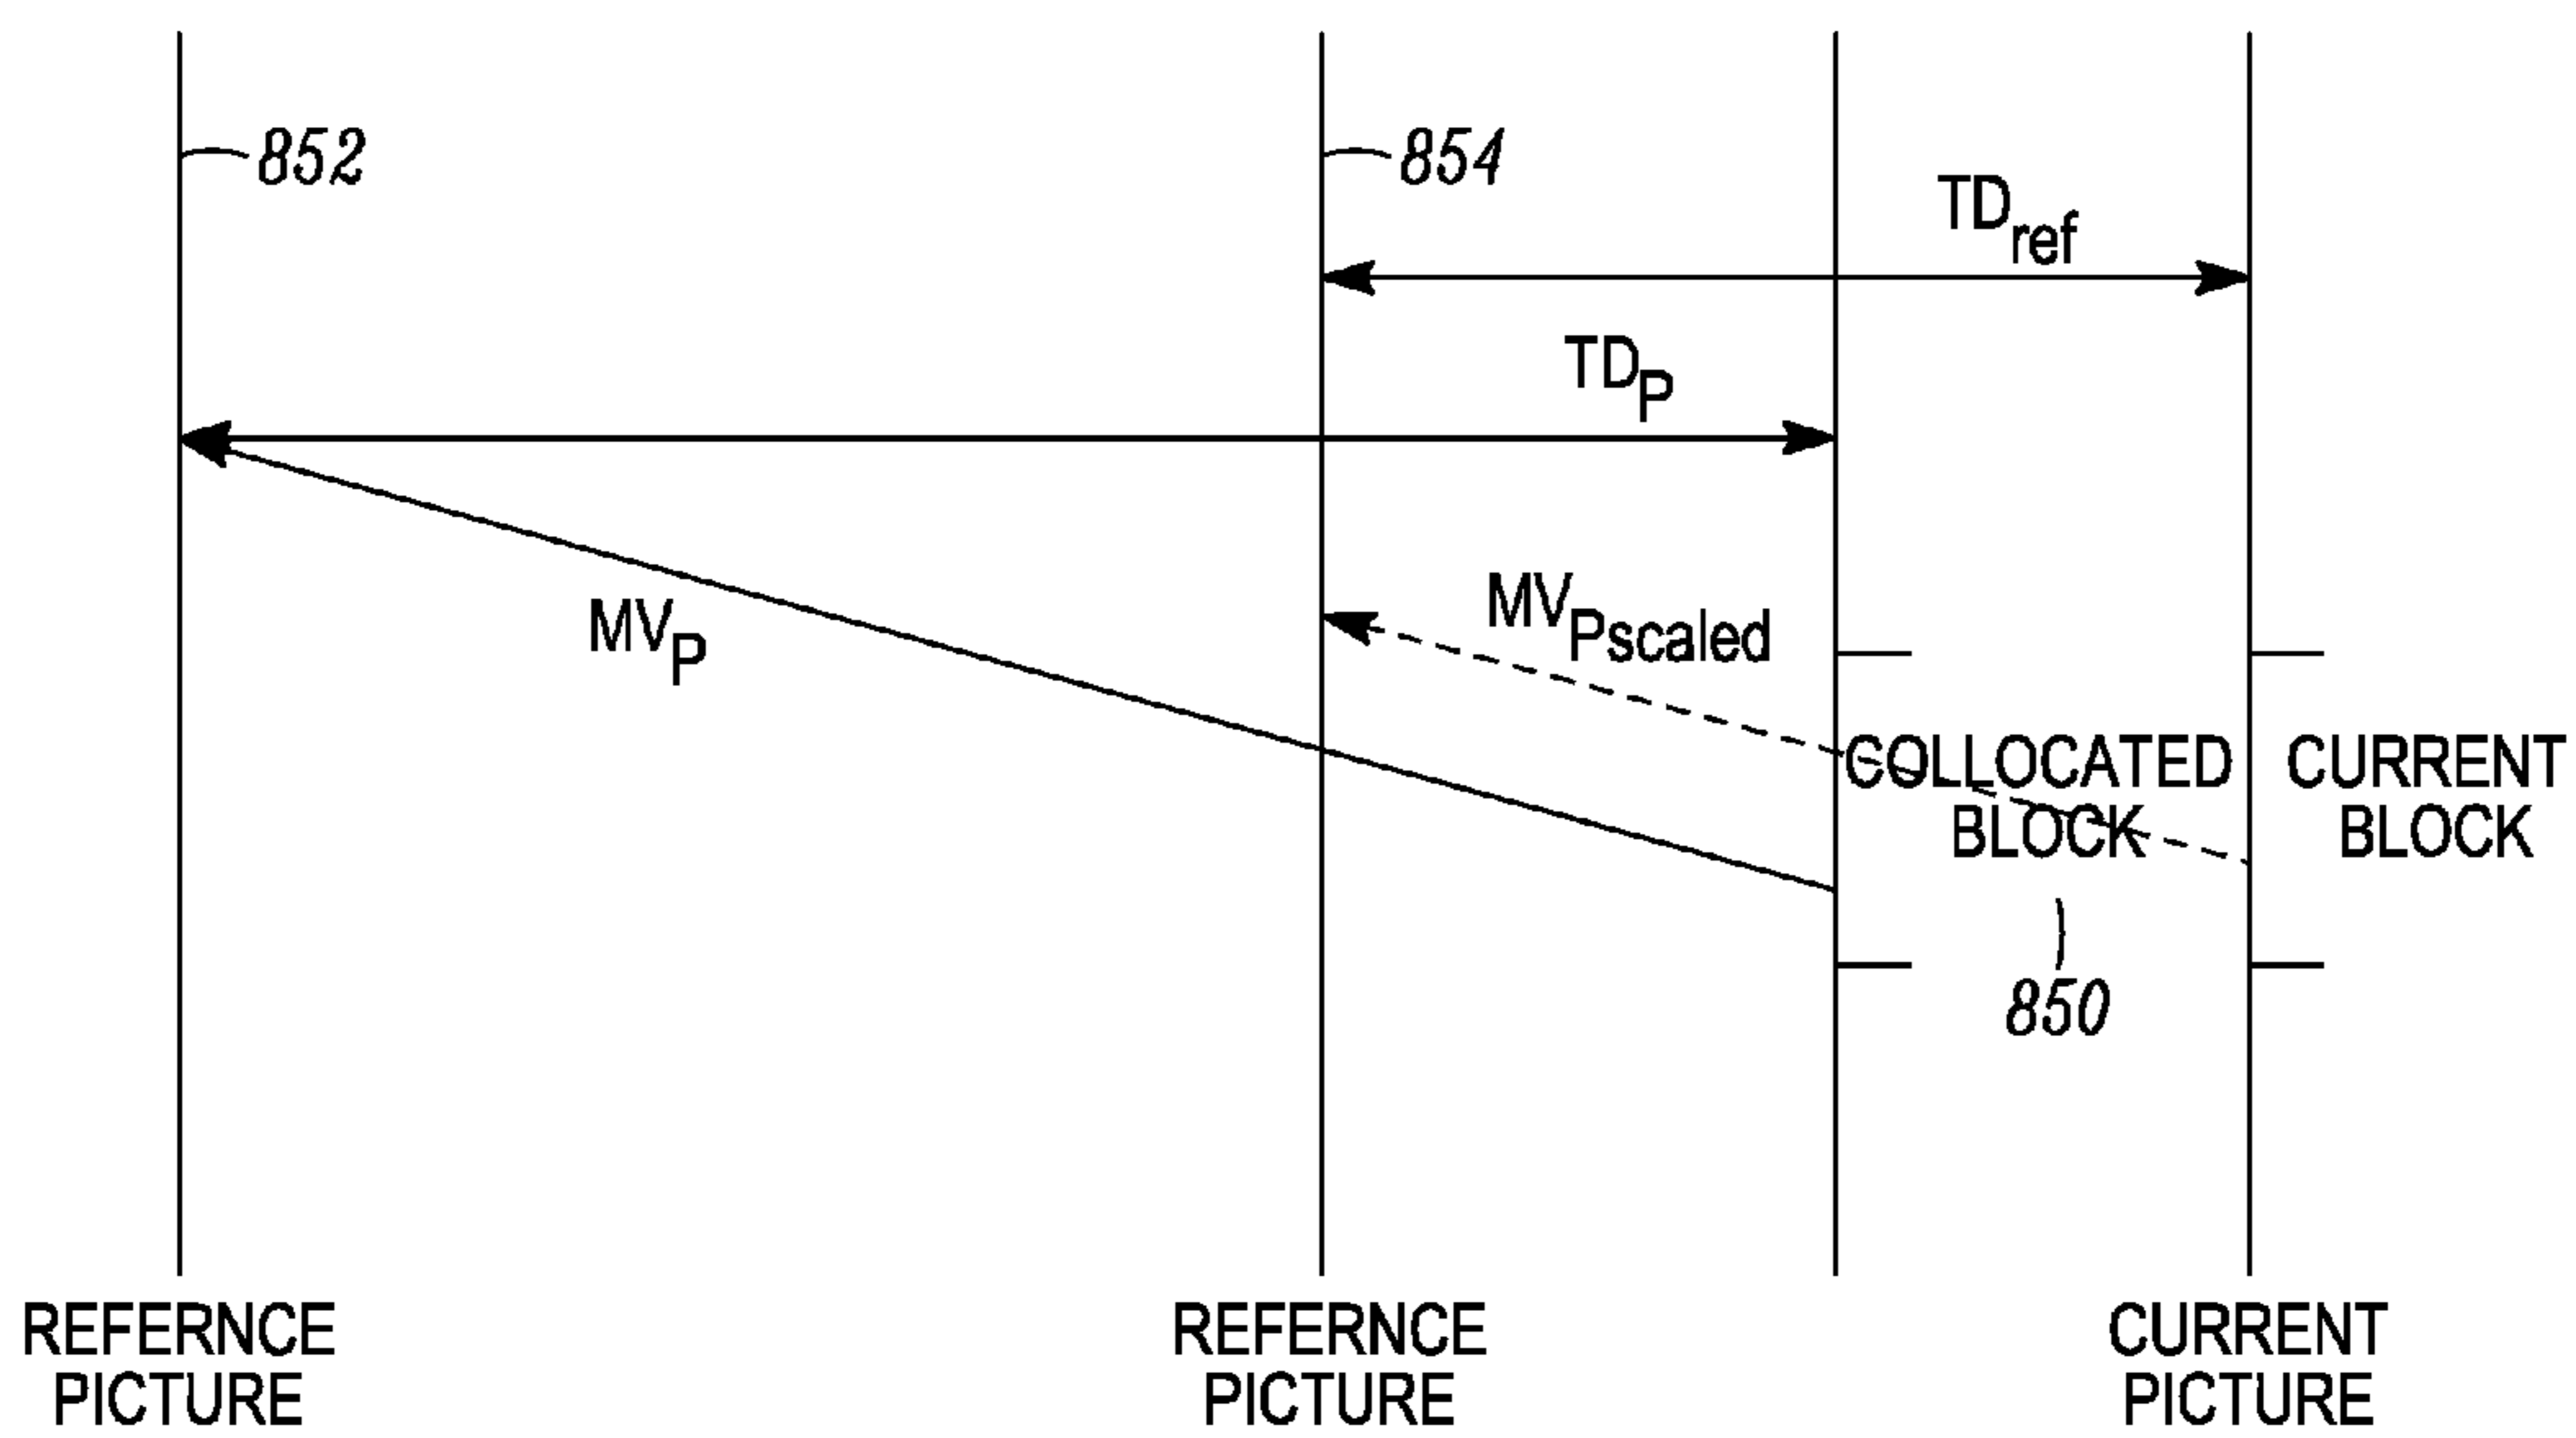 852
854
TDref
TDP
MVP
MVPscaled
COLLOCATED
BLOCK
CURRENT
BLOCK
850
REFERNCE
PICTURE
REFERNCE
PICTURE
CURRENT
PICTURE